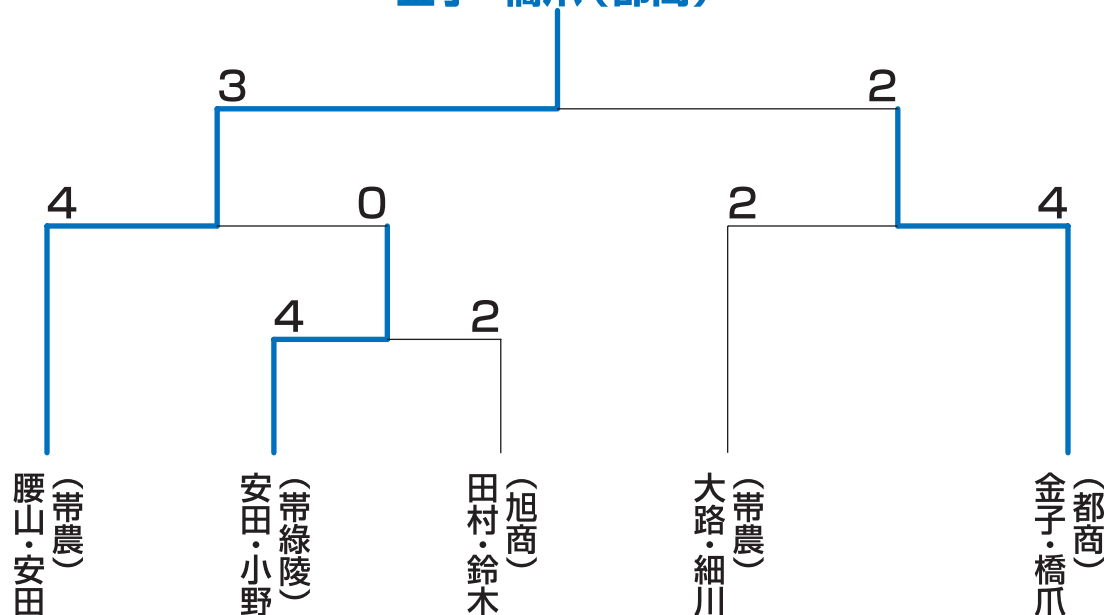 3
2
4
0
2
4
4
2
腰山・安田
（帯農）
安田・小野
（帯緑陵）
田村・鈴木
（旭商）
大路・細川
（帯農）
金子・橋爪
（都商）